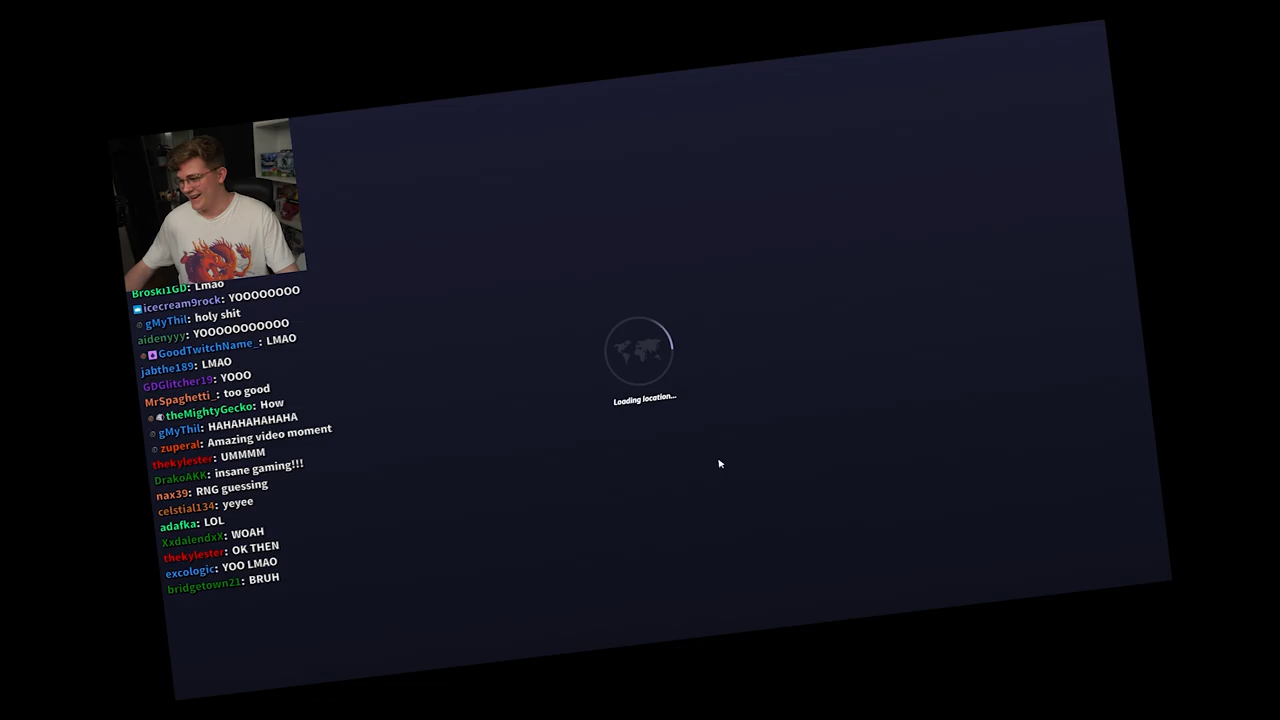 Broski1GD: Lmao
icecream9rock: YOOOOOOOO
gMyThil: holy shit
aidenyyy: YOOOOOOOOOOO
GoodTwitchName_: LMAO
jabthe189: LMAO
GDGlitcher19: YOOO
MrSpaghetti_: too good
theMightyGecko: How
gMyThil: HAHAHAHAHAHA
zuperal: Amazing video moment
thekylester: UMMMM
DrakoAKK: insane gaming!!!
nax39: RNG guessing
celstial134: yeyee
adafka: LOL
XxdalendxX: WOAH
thekylester: OK THEN
excologic: YOO LMAO
bridgetown21: BRUH
Loading location...